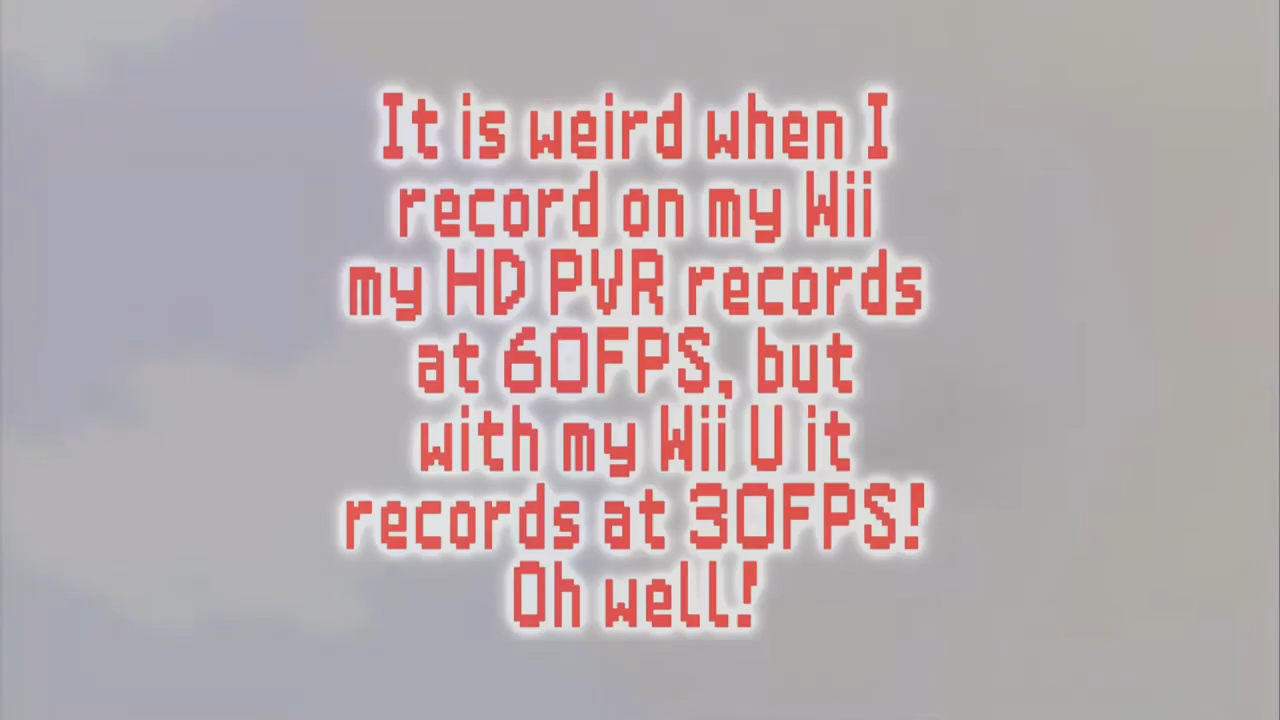 It is weird when I
record on my Wii
my HD PVR records
at 60FPS, but
with my Wii U it
records at 30FPS!
Oh well!